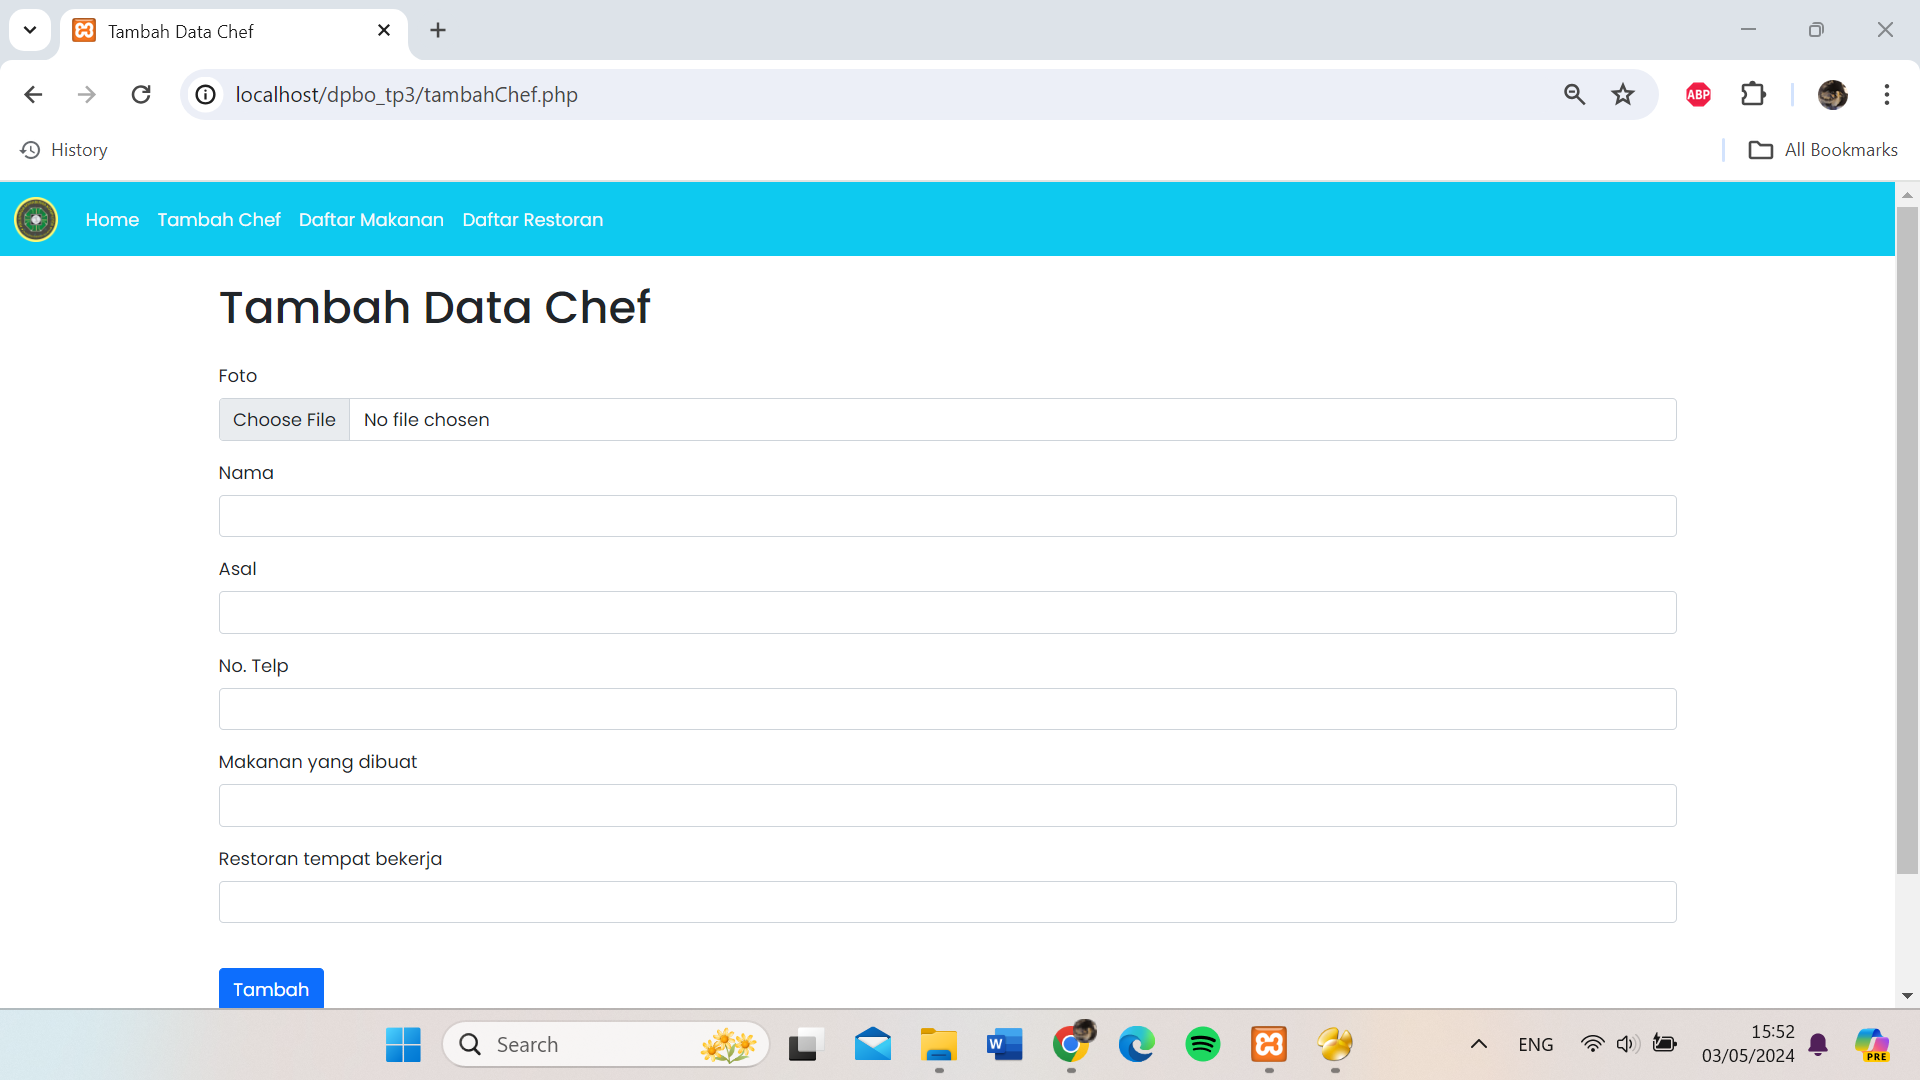 Tambah Data Chef
localhost/dpbo_tp3/tambahChef.php
ABP
History
All Bookmarks
Home Tambah Chef Daftar Makanan Daftar Restoran
Tambah Data Chef
Foto
Choose File No file chosen
Nama
Asal
No. Telp
Makanan yang dibuat
Restoran tempat bekerja
Tambah
Search
W
ENG
15:52
03/05/2024
PRE